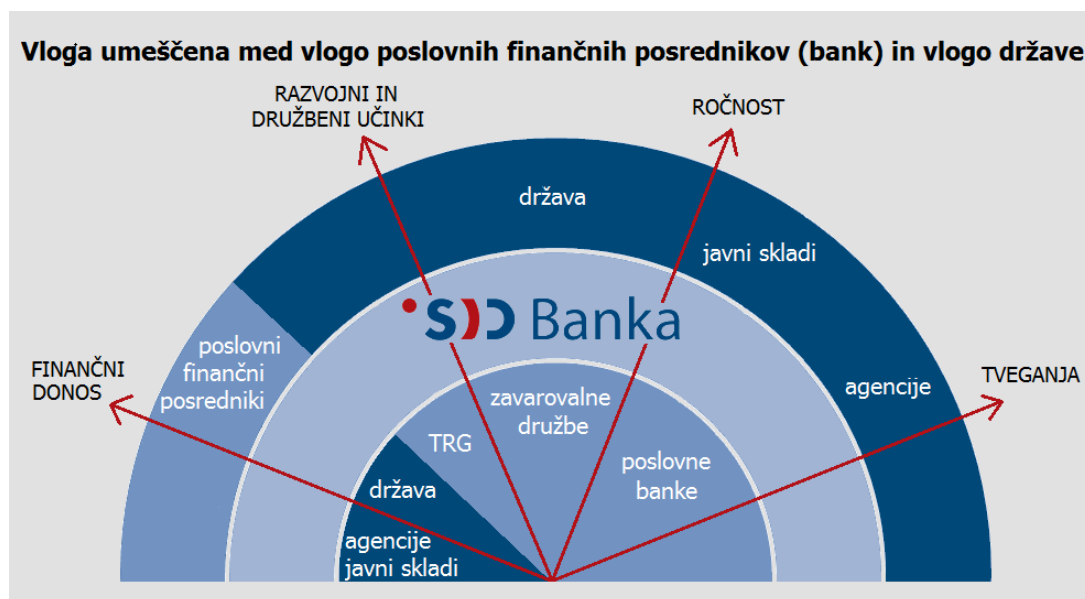 Vloga umeščena med vlogo poslovnih finančnih posrednikov (bank) in vlogo države
RAZVOJNI IN
DRUŽBENI UČINKI
ROČNOST
država
javni skladi
SID Banka
poslovni
finančni
posredniki
FINANČNI
DONOS
agencije
TVEGANJA
zavarovalne
družbe
TRG
poslovne
banke
država
agencije
javni skladi